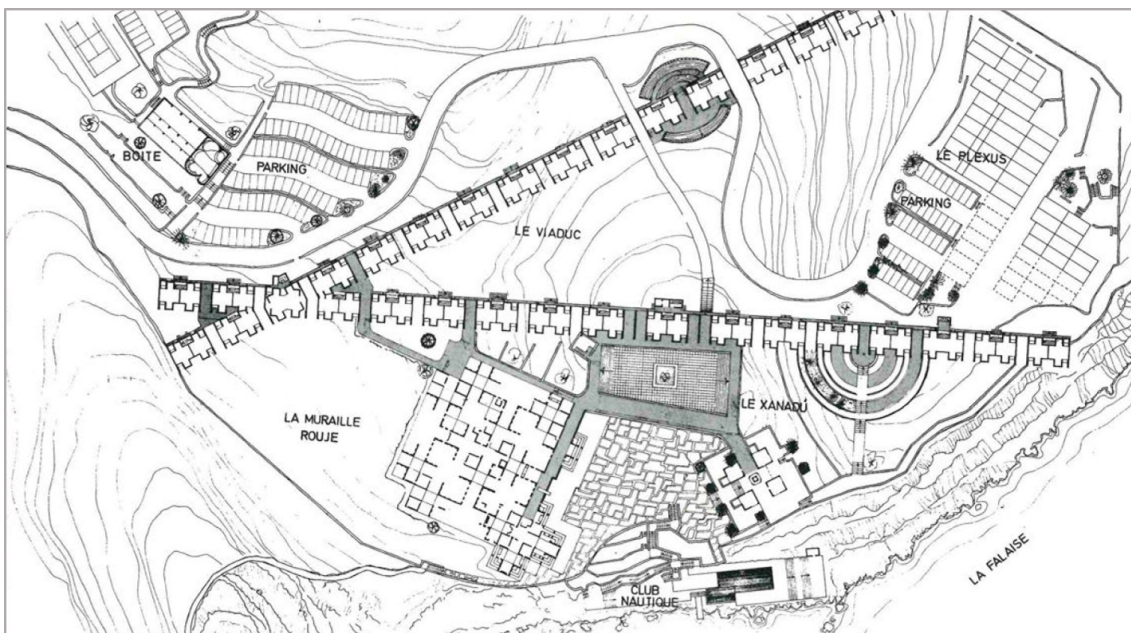 BOITE
PARKING
LE PLEXUS
PARKING
LE VIADUC
LA MURAILLE
ROUJE
LE XANADÚ
LA FALAISE
CLUB
NAUTIQUE